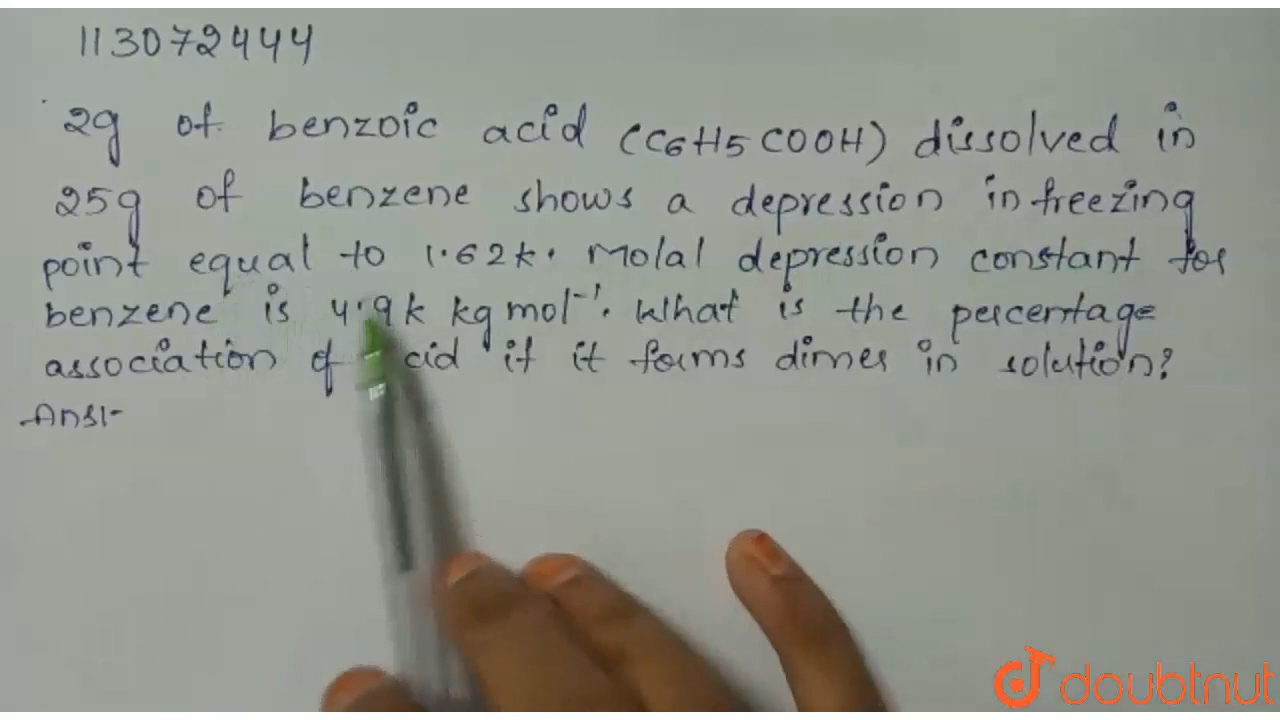 113072444
2g of benzoic acid (C6H5COOH) dissolved in
25g of benzene shows a depression in freezing
point equal to 1.62k. Molal depression constant for
benzene is 4.9k kg mol⁻¹. What is the percentage
association of acid if it forms dimer in solution?
Ans:-
doubtnut